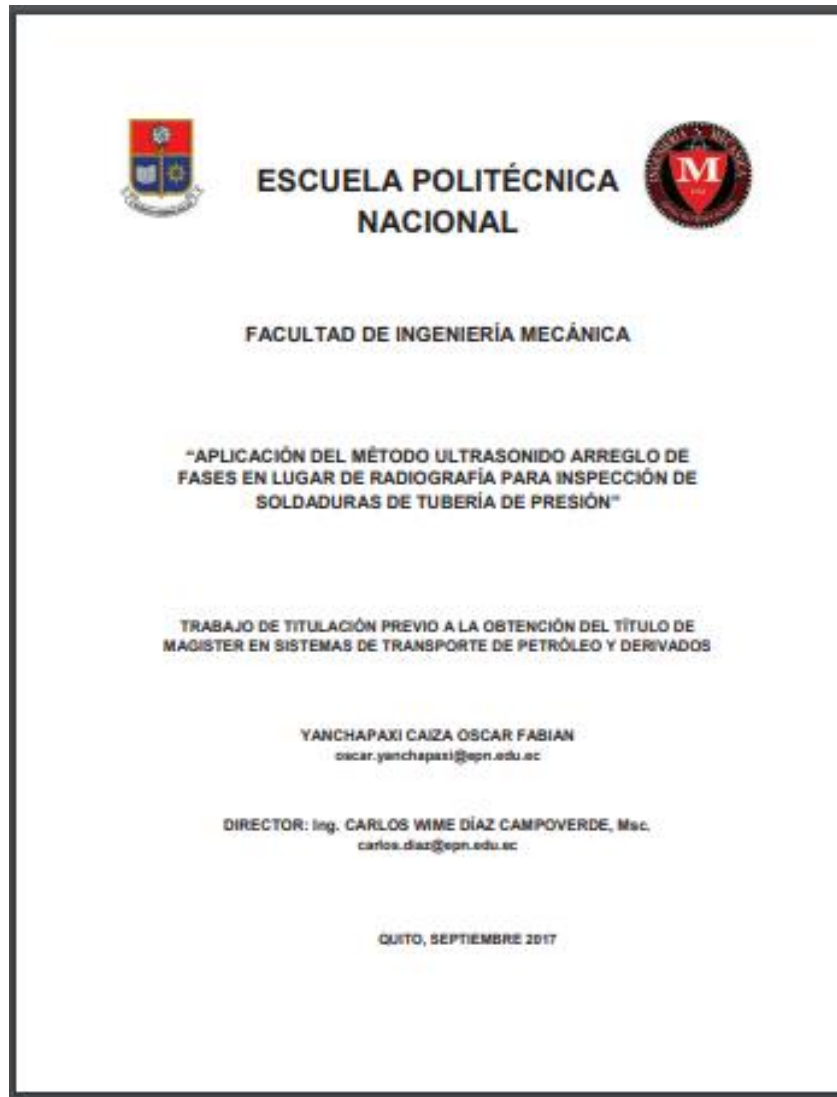 ESCUELA POLITÉCNICA
NACIONAL
M
FACULTAD DE INGENIERÍA MECÁNICA
“APLICACIÓN DEL MÉTODO ULTRASONIDO ARREGLO DE
FASES EN LUGAR DE RADIOGRAFÍA PARA INSPECCIÓN DE
SOLDADURAS DE TUBERÍA DE PRESIÓN”
TRABAJO DE TITULACIÓN PREVIO A LA OBTENCIÓN DEL TÍTULO DE
MAGISTER EN SISTEMAS DE TRANSPORTE DE PETRÓLEO Y DERIVADOS
YANCHAPAXI CAIZA OSCAR FABIAN
oscar.yanchapaxi@epn.edu.ec
DIRECTOR: Ing. CARLOS WIME DÍAZ CAMPOVERDE, Msc.
carlos.diaz@epn.edu.ec
QUITO, SEPTIEMBRE 2017